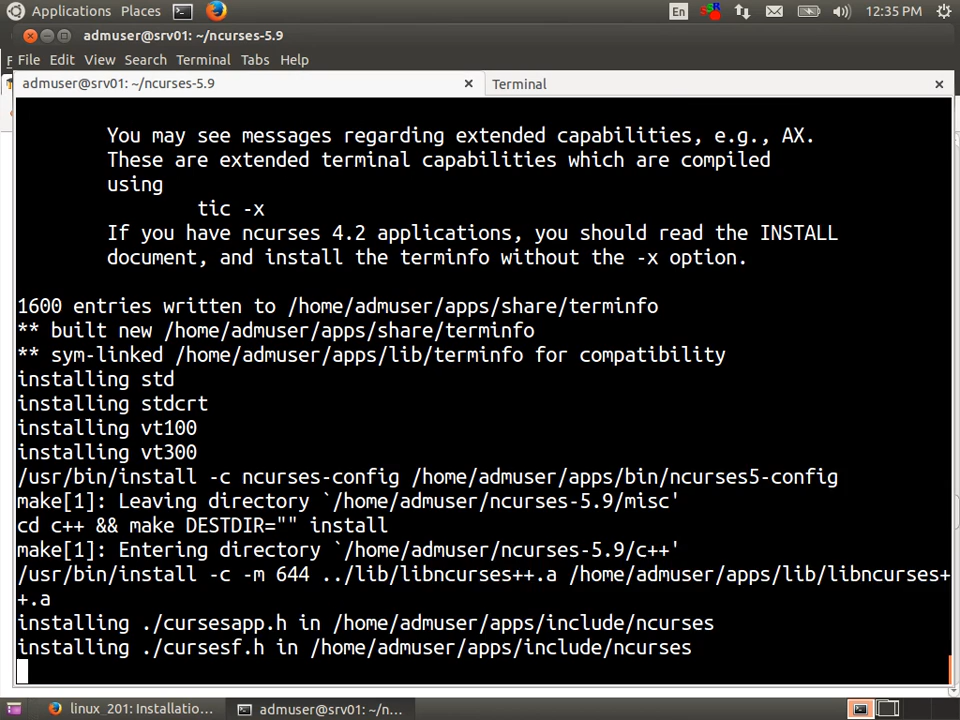 Applications Places En 12:35 PM
admuser@srv01: ~/ncurses-5.9
File Edit View Search Terminal Tabs Help
admuser@srv01: ~/ncurses-5.9 × Terminal ×
You may see messages regarding extended capabilities, e.g., AX.
These are extended terminal capabilities which are compiled
using
tic -x
If you have ncurses 4.2 applications, you should read the INSTALL
document, and install the terminfo without the -x option.
1600 entries written to /home/admuser/apps/share/terminfo
** built new /home/admuser/apps/share/terminfo
** sym-linked /home/admuser/apps/lib/terminfo for compatibility
installing std
installing stdcrt
installing vt100
installing vt300
/usr/bin/install -c ncurses-config /home/admuser/apps/bin/ncurses5-config
make[1]: Leaving directory `/home/admuser/ncurses-5.9/misc'
cd c++ && make DESTDIR="" install
make[1]: Entering directory `/home/admuser/ncurses-5.9/c++'
/usr/bin/install -c -m 644 ../lib/libncurses++.a /home/admuser/apps/lib/libncurses+
+.a
installing ./cursesapp.h in /home/admuser/apps/include/ncurses
installing ./cursesf.h in /home/admuser/apps/include/ncurses
linux_201: Installatio... admuser@srv01: ~/n...